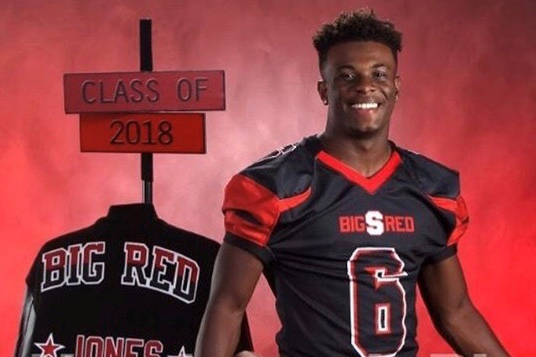 CLASS OF
2018
BIG RED
JONES
BIG S RED
6